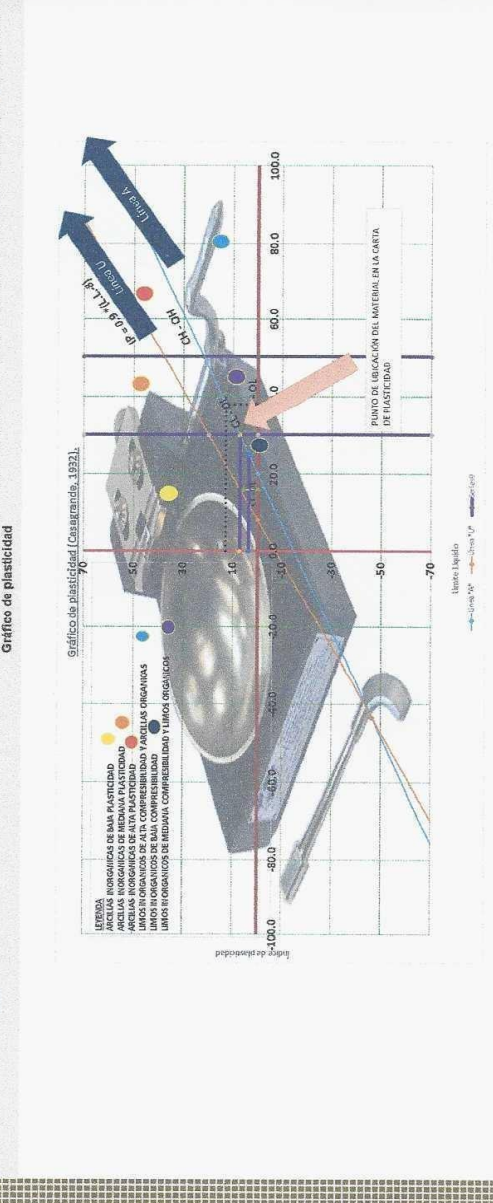 Gráfico de plasticidad
Gráfico de plasticidad (Casagrande, 1932).
LEYENDA
ARCILLAS INORGANICAS DE BAJA PLASTICIDAD
ARCILLAS INORGANICAS DE MEDIANA PLASTICIDAD
ARCILLAS INORGANICAS DE ALTA PLASTICIDAD
LIMOS INORGANICOS DE ALTA COMPRESIBILIDAD Y ARCILLAS ORGANICAS
LIMOS INORGANICOS DE BAJA COMPRESIBILIDAD
LIMOS INORGANICOS DE MEDIANA COMPRESIBILIDAD Y LIMOS ORGANICOS
Línea U
Línea A
IP = 0,9 *(L.L.-8)
CH - OH
OL
70
50
30
10
-10
-30
-50
-70
-100.0
-80.0
-60.0
-40.0
-20.0
0.0
20.0
60.0
80.0
100.0
PUNTO DE UBICACIÓN DEL MATERIAL EN LA CARTA
DE PLASTICIDAD
Índice de plasticidad
Límite Líquido
Línea "A"
Línea "U"